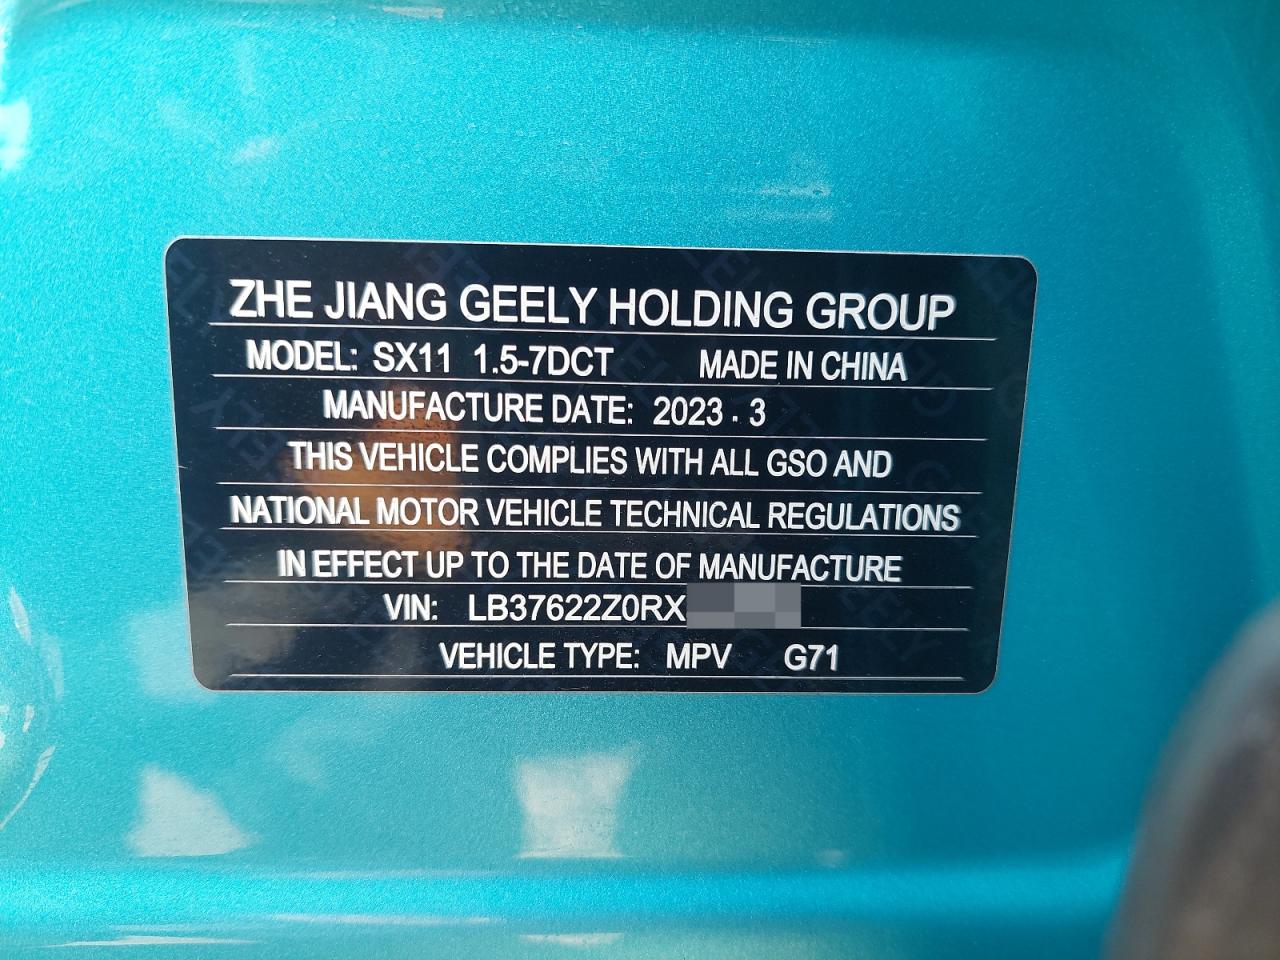 ZHE JIANG GEELY HOLDING GROUP
MODEL: SX11 1.5-7DCT MADE IN CHINA
MANUFACTURE DATE: 2023 . 3
THIS VEHICLE COMPLIES WITH ALL GSO AND
NATIONAL MOTOR VEHICLE TECHNICAL REGULATIONS
IN EFFECT UP TO THE DATE OF MANUFACTURE
VIN: LB37622Z0RX
VEHICLE TYPE: MPV G71